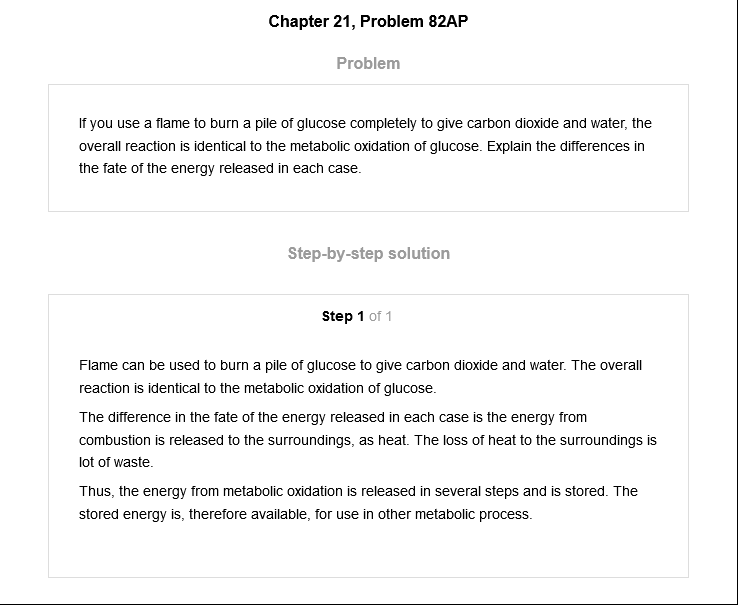 Chapter 21, Problem 82AP
Problem
If you use a flame to burn a pile of glucose completely to give carbon dioxide and water, the
overall reaction is identical to the metabolic oxidation of glucose. Explain the differences in
the fate of the energy released in each case.
Step-by-step solution
Step 1 of 1
Flame can be used to burn a pile of glucose to give carbon dioxide and water. The overall
reaction is identical to the metabolic oxidation of glucose.
The difference in the fate of the energy released in each case is the energy from
combustion is released to the surroundings, as heat. The loss of heat to the surroundings is
lot of waste.
Thus, the energy from metabolic oxidation is released in several steps and is stored. The
stored energy is, therefore available, for use in other metabolic process.